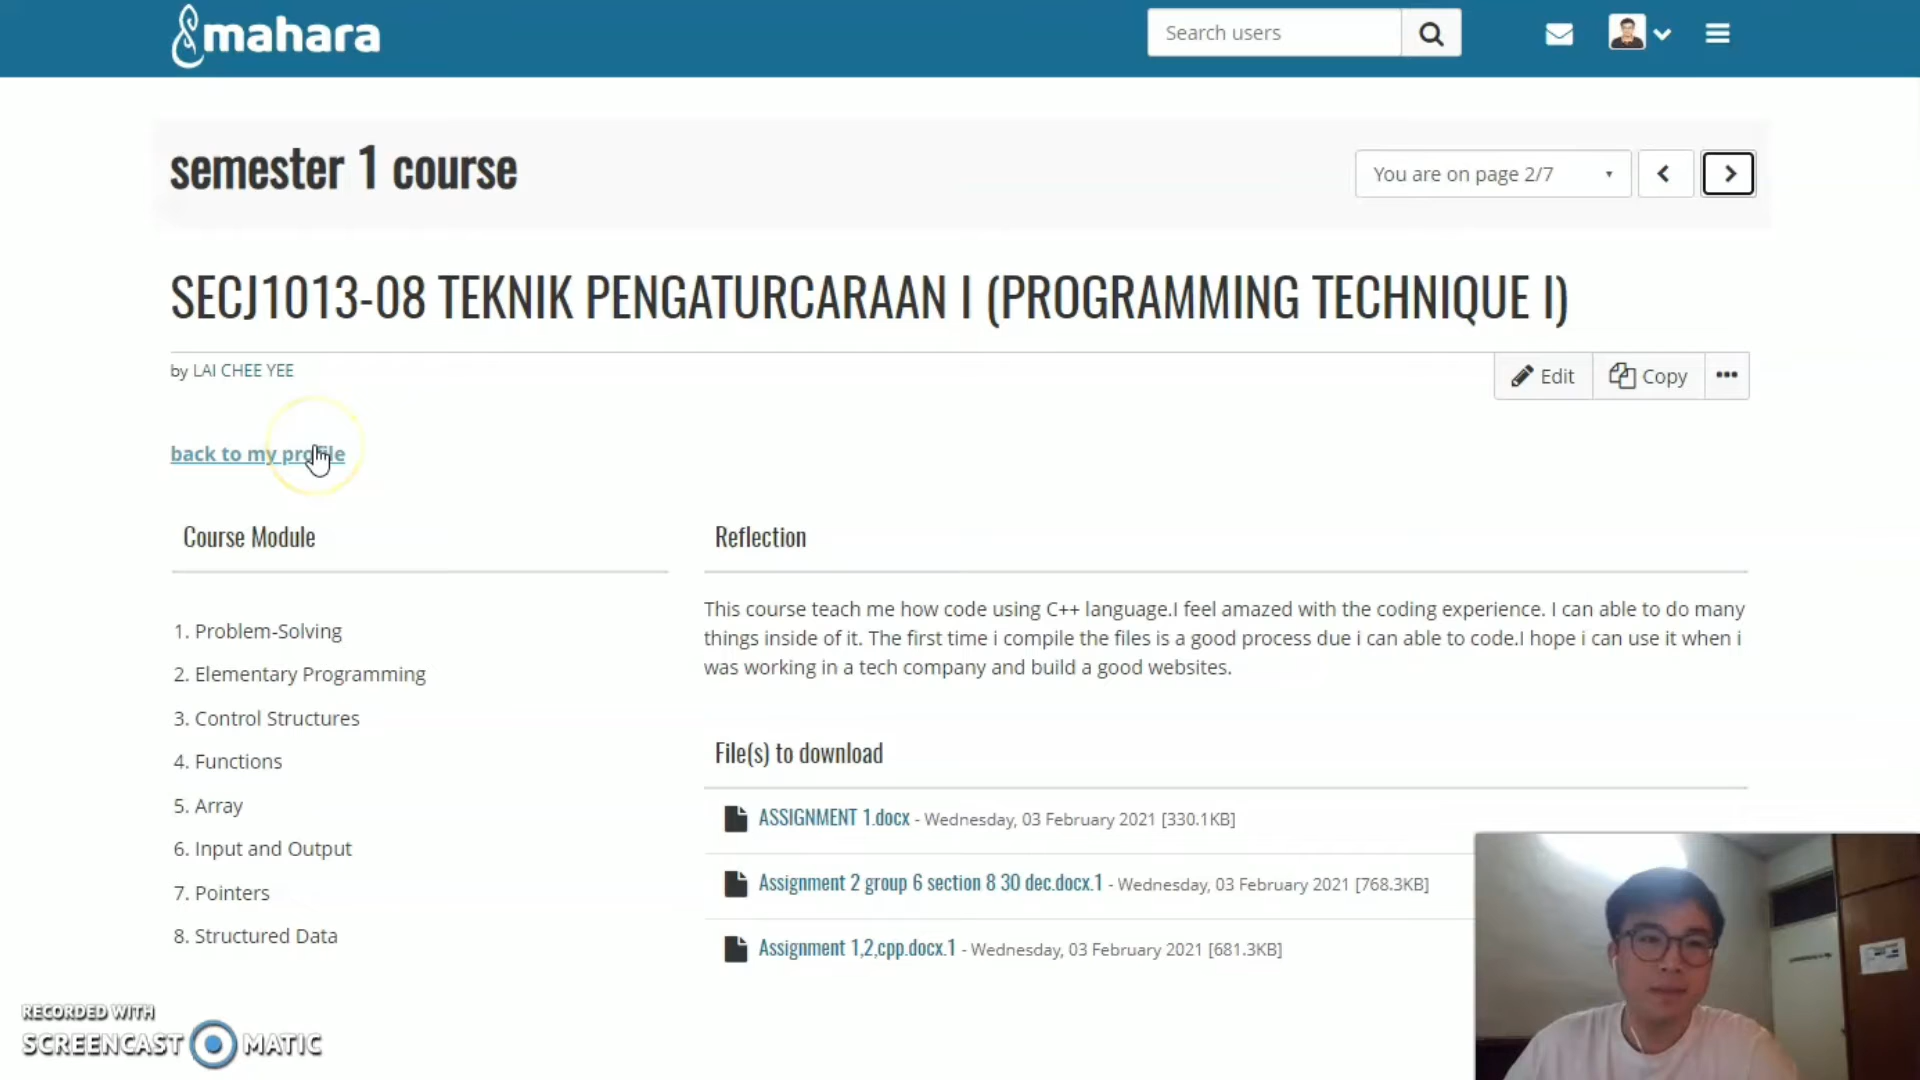 mahara
Search users
semester 1 course
You are on page 2/7
SECJ1013-08 TEKNIK PENGATURCARAAN I (PROGRAMMING TECHNIQUE I)
by LAI CHEE YEE
Edit
Copy
back to my profile
Course Module
1. Problem-Solving
2. Elementary Programming
3. Control Structures
4. Functions
5. Array
6. Input and Output
7. Pointers
8. Structured Data
Reflection
This course teach me how code using C++ language.I feel amazed with the coding experience. I can able to do many
things inside of it. The first time i compile the files is a good process due i can able to code.I hope i can use it when i
was working in a tech company and build a good websites.
File(s) to download
ASSIGNMENT 1.docx - Wednesday, 03 February 2021 [330.1KB]
Assignment 2 group 6 section 8 30 dec.docx.1 - Wednesday, 03 February 2021 [768.3KB]
Assignment 1,2,cpp.docx.1 - Wednesday, 03 February 2021 [681.3KB]
RECORDED WITH
SCREENCAST MATIC